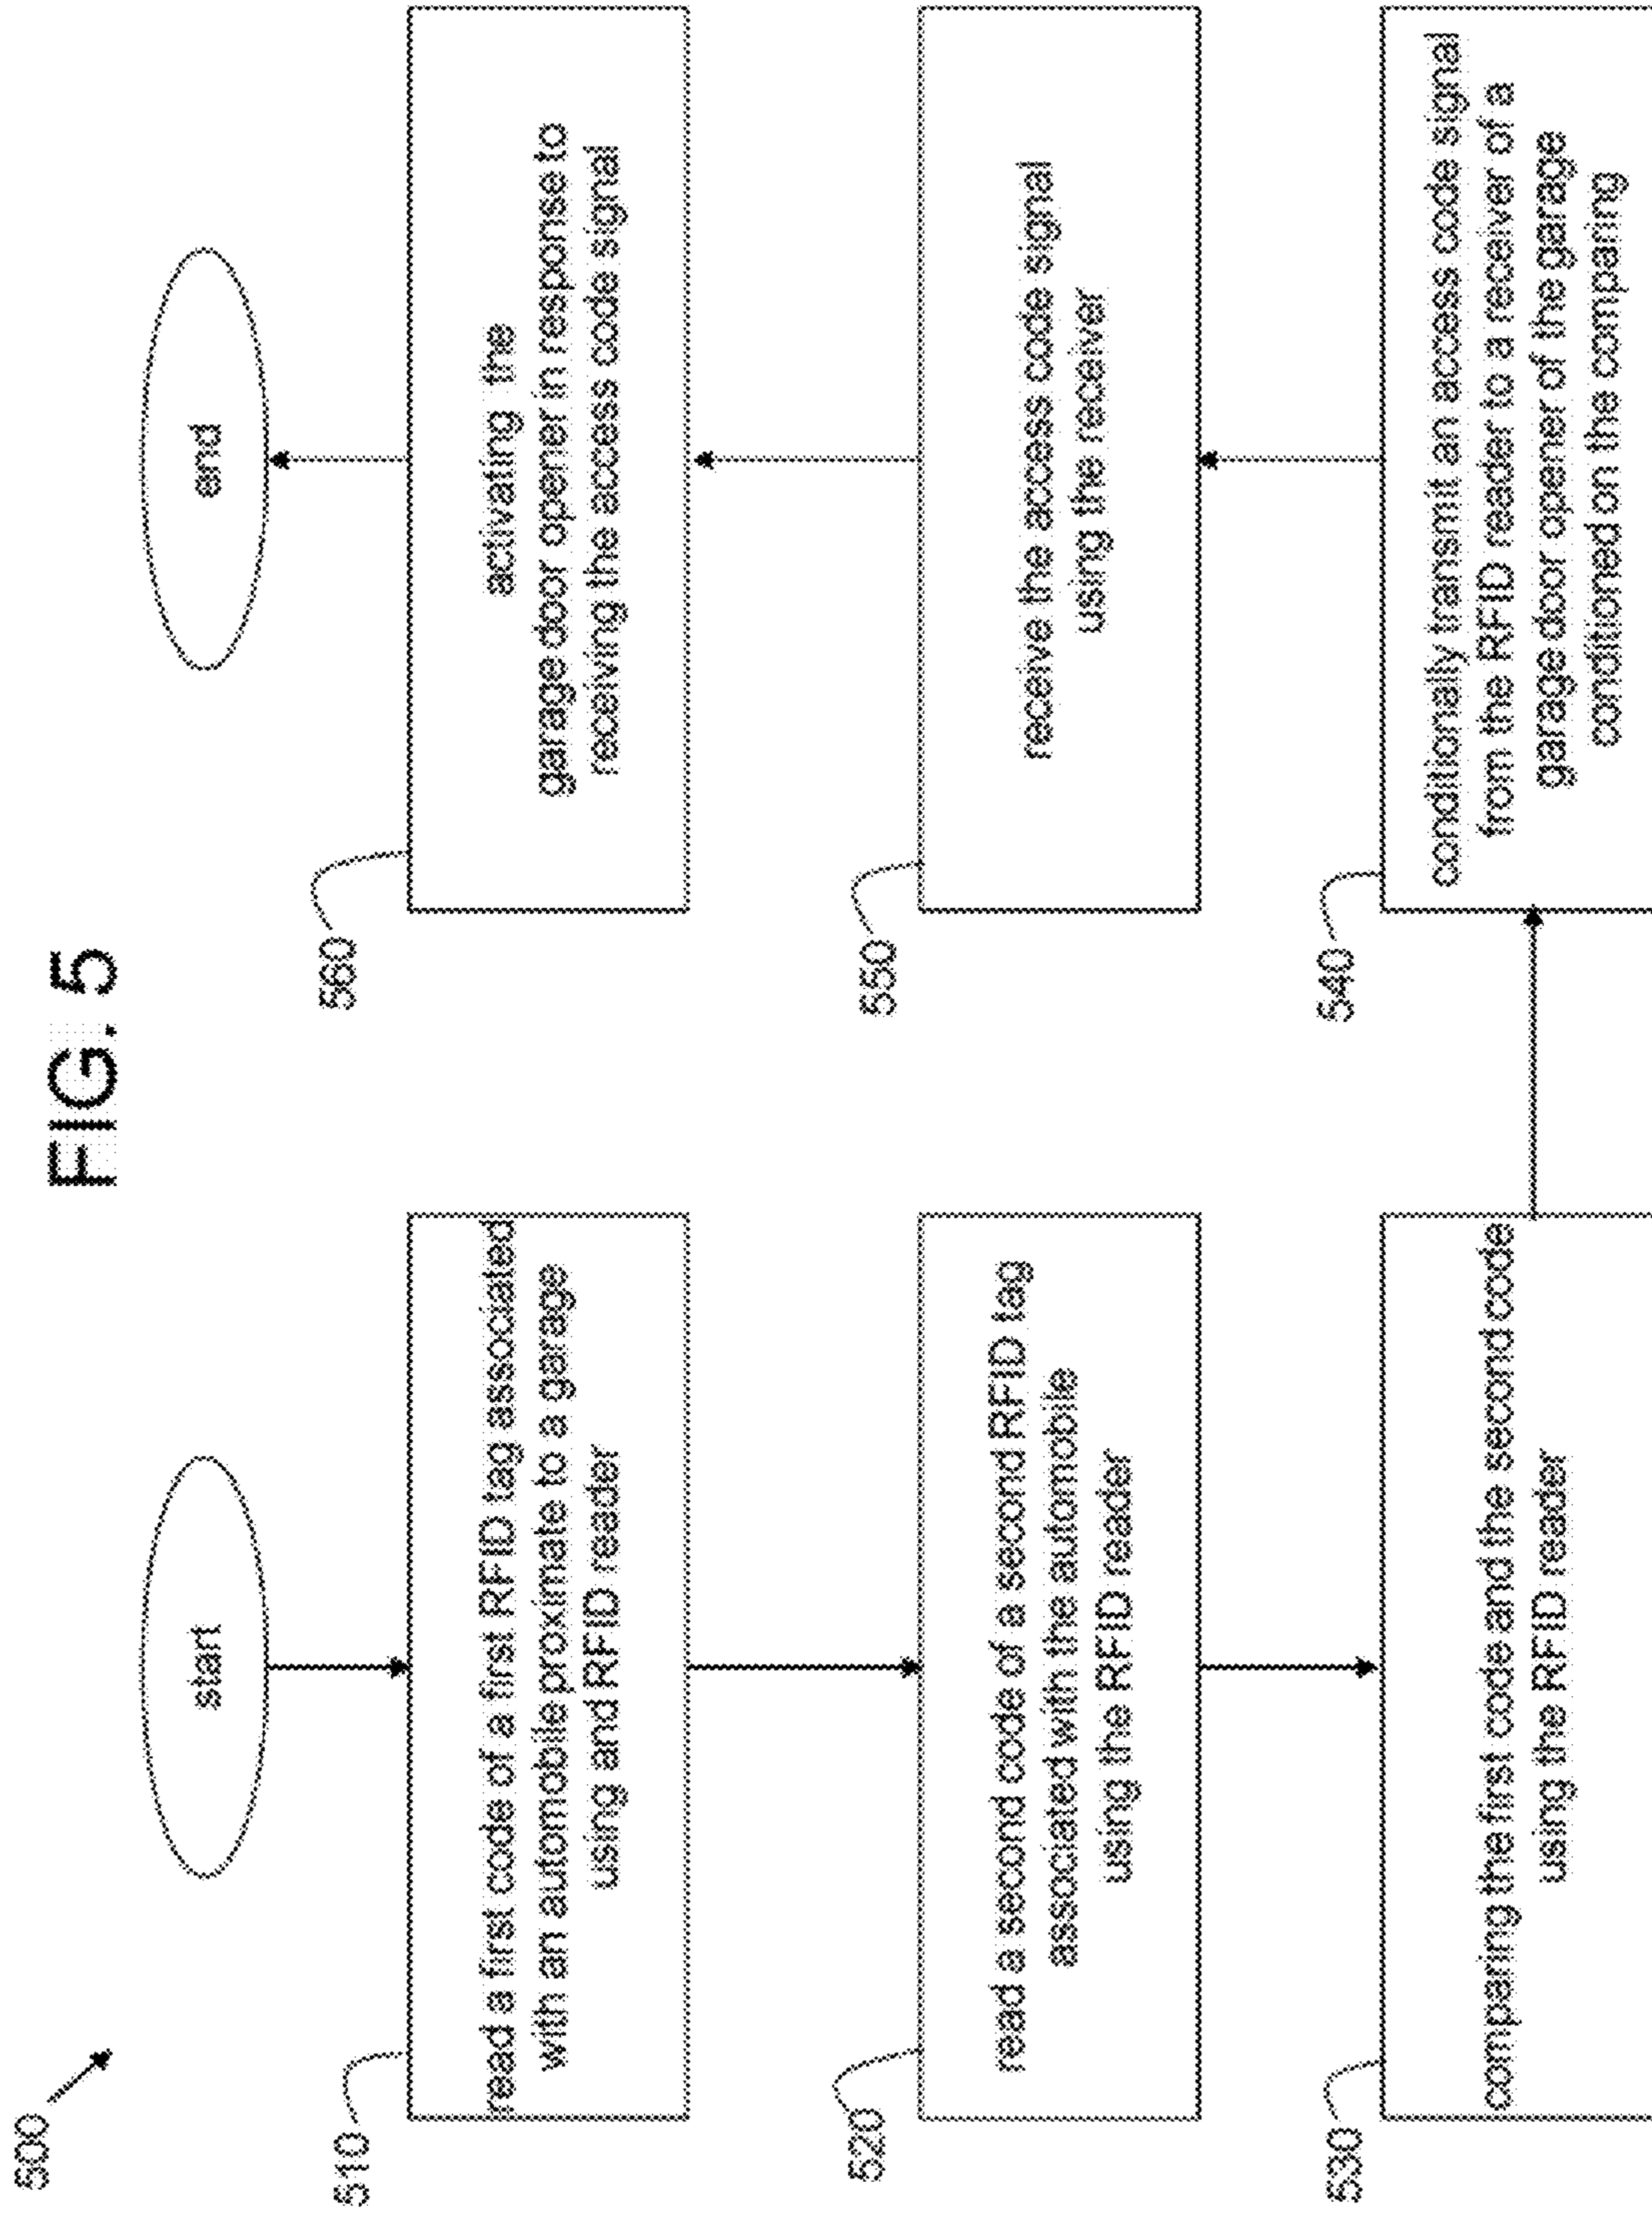 FIG. 5
500
start
510
read a first code of a first RFID tag associated
with an automobile proximate to a garage
using and RFID reader
520
read a second code of a second RFID tag
associated with the automobile
using the RFID reader
530
comparing the first code and the second code
using the RFID reader
540
conditionally transmit an access code signal
from the RFID reader to a receiver of a
garage door opener of the garage
conditioned on the comparing
550
receive the access code signal
using the receiver
560
activating the
garage door opener in response to
receiving the access code signal
end